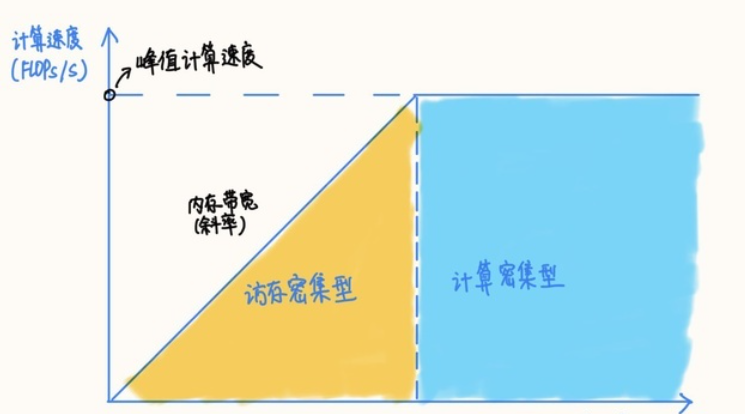 计算速度
(FLOPs/s)
峰值计算速度
内存带宽
(斜率)
访存密集型
计算密集型